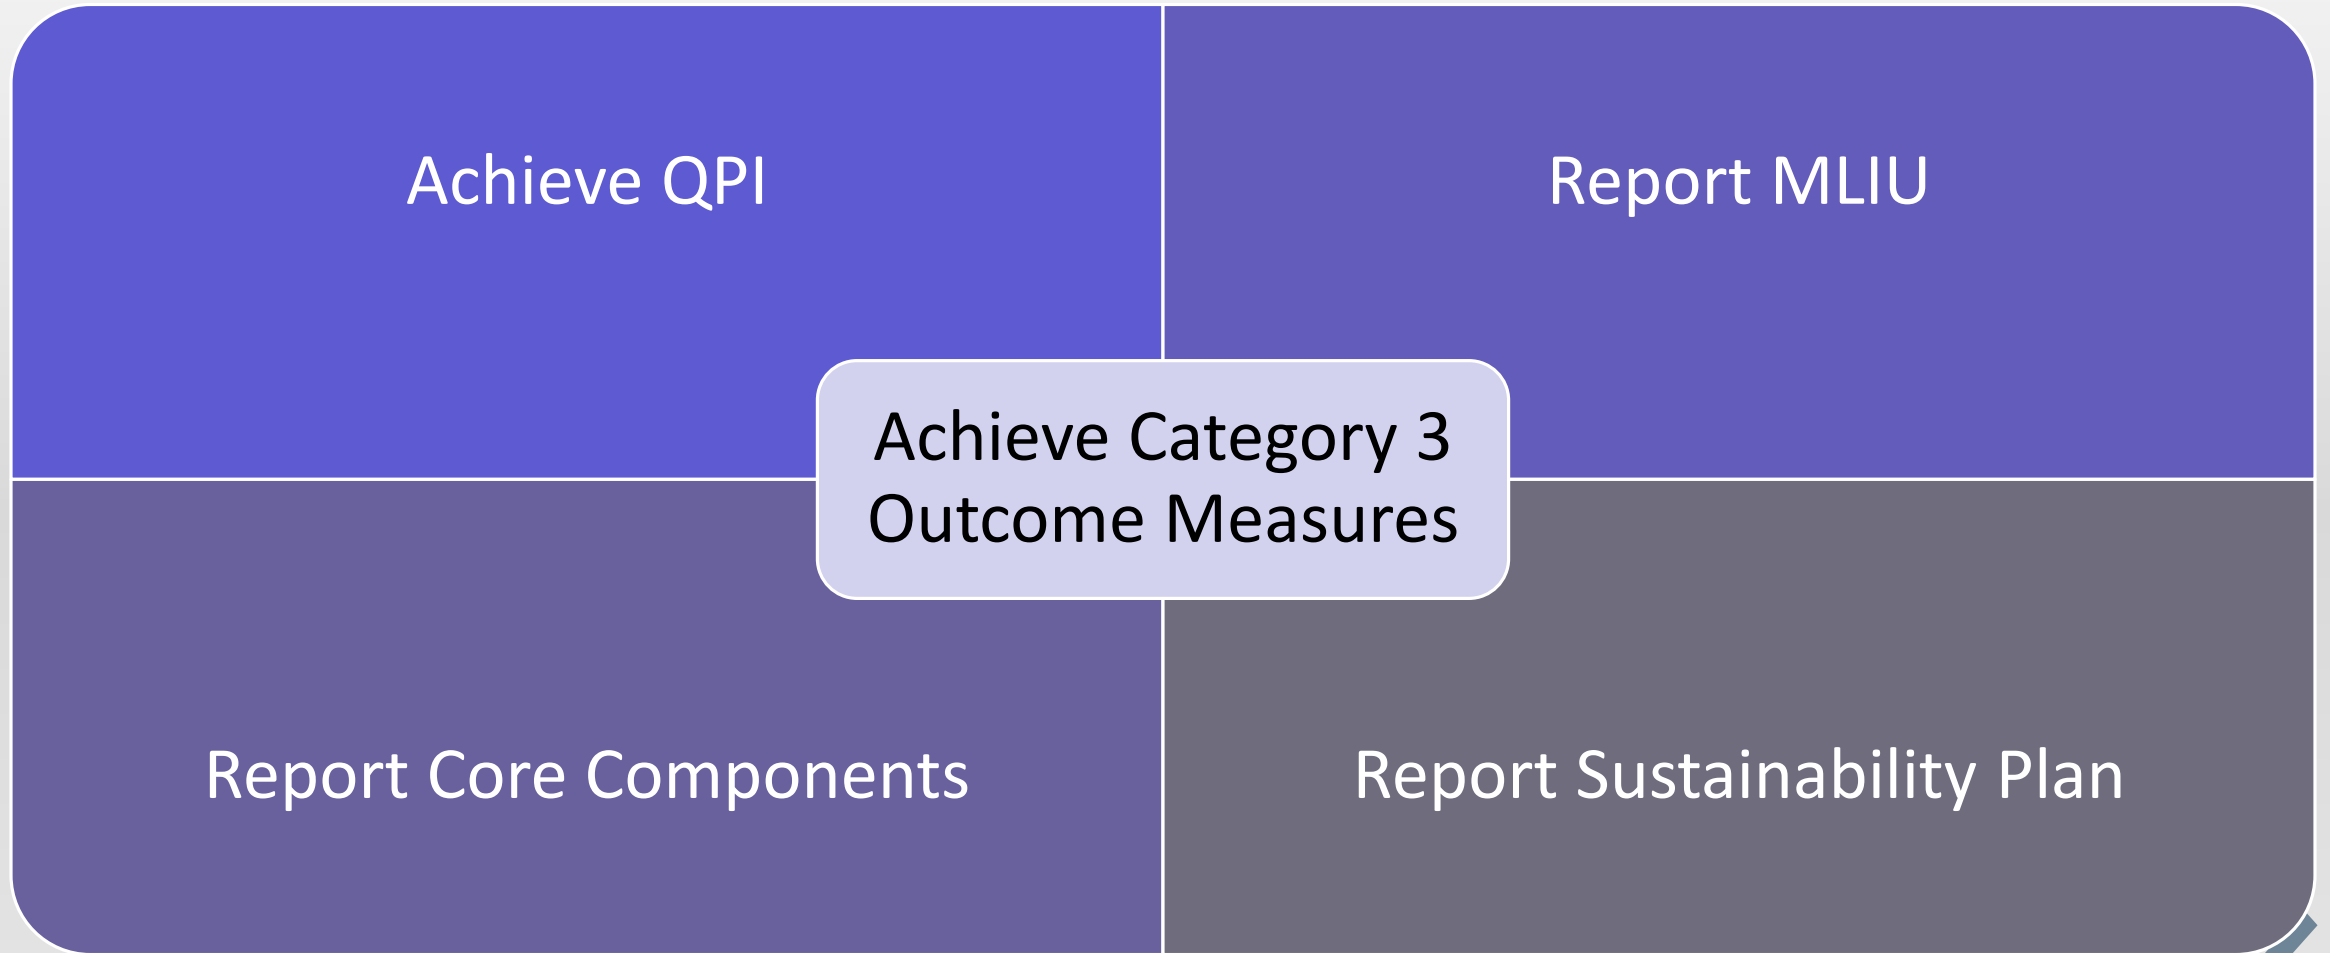 Achieve QPI
Report MLIU
Achieve Category 3
Outcome Measures
Report Core Components
Report Sustainability Plan